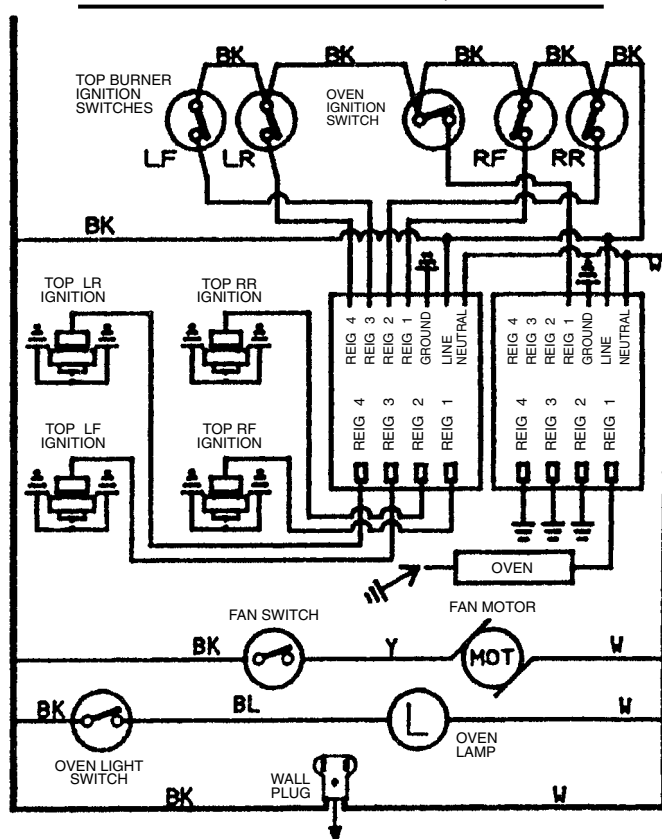 BK BK BK BK BK
TOP BURNER
IGNITION
SWITCHES
OVEN
IGNITION
SWITCH
LF LR RF RR
BK
W
TOP LR
IGNITION
TOP RR
IGNITION
REIG 4
REIG 3
REIG 2
REIG 1
GROUND
LINE
NEUTRAL
REIG 4
REIG 3
REIG 2
REIG 1
GROUND
LINE
NEUTRAL
TOP LF
IGNITION
TOP RF
IGNITION
REIG 4
REIG 3
REIG 2
REIG 1
REIG 4
REIG 3
REIG 2
REIG 1
OVEN
FAN SWITCH
FAN MOTOR
BK Y MOT W
BK BL L W
OVEN LIGHT
SWITCH
OVEN
LAMP
WALL
PLUG
BK W